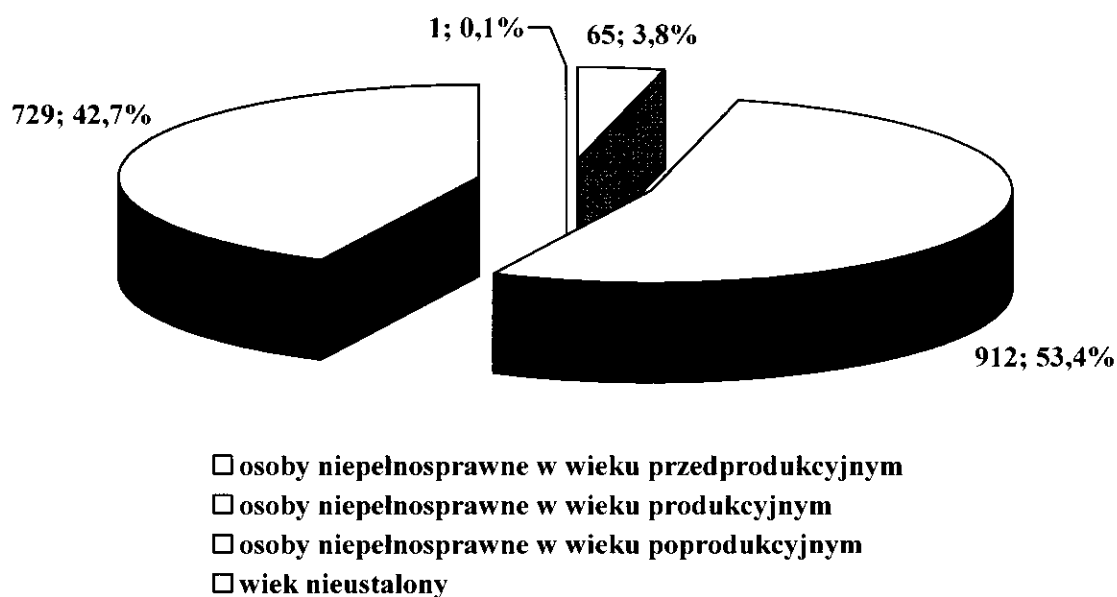 1; 0,1%
65; 3,8%
729; 42,7%
912; 53,4%
osoby niepełnosprawne w wieku przedprodukcyjnym
osoby niepełnosprawne w wieku produkcyjnym
osoby niepełnosprawne w wieku poprodukcyjnym
wiek nieustalony